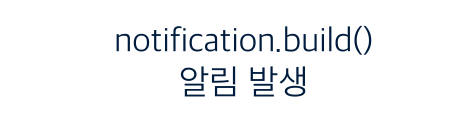 notification.build()
알림 발생